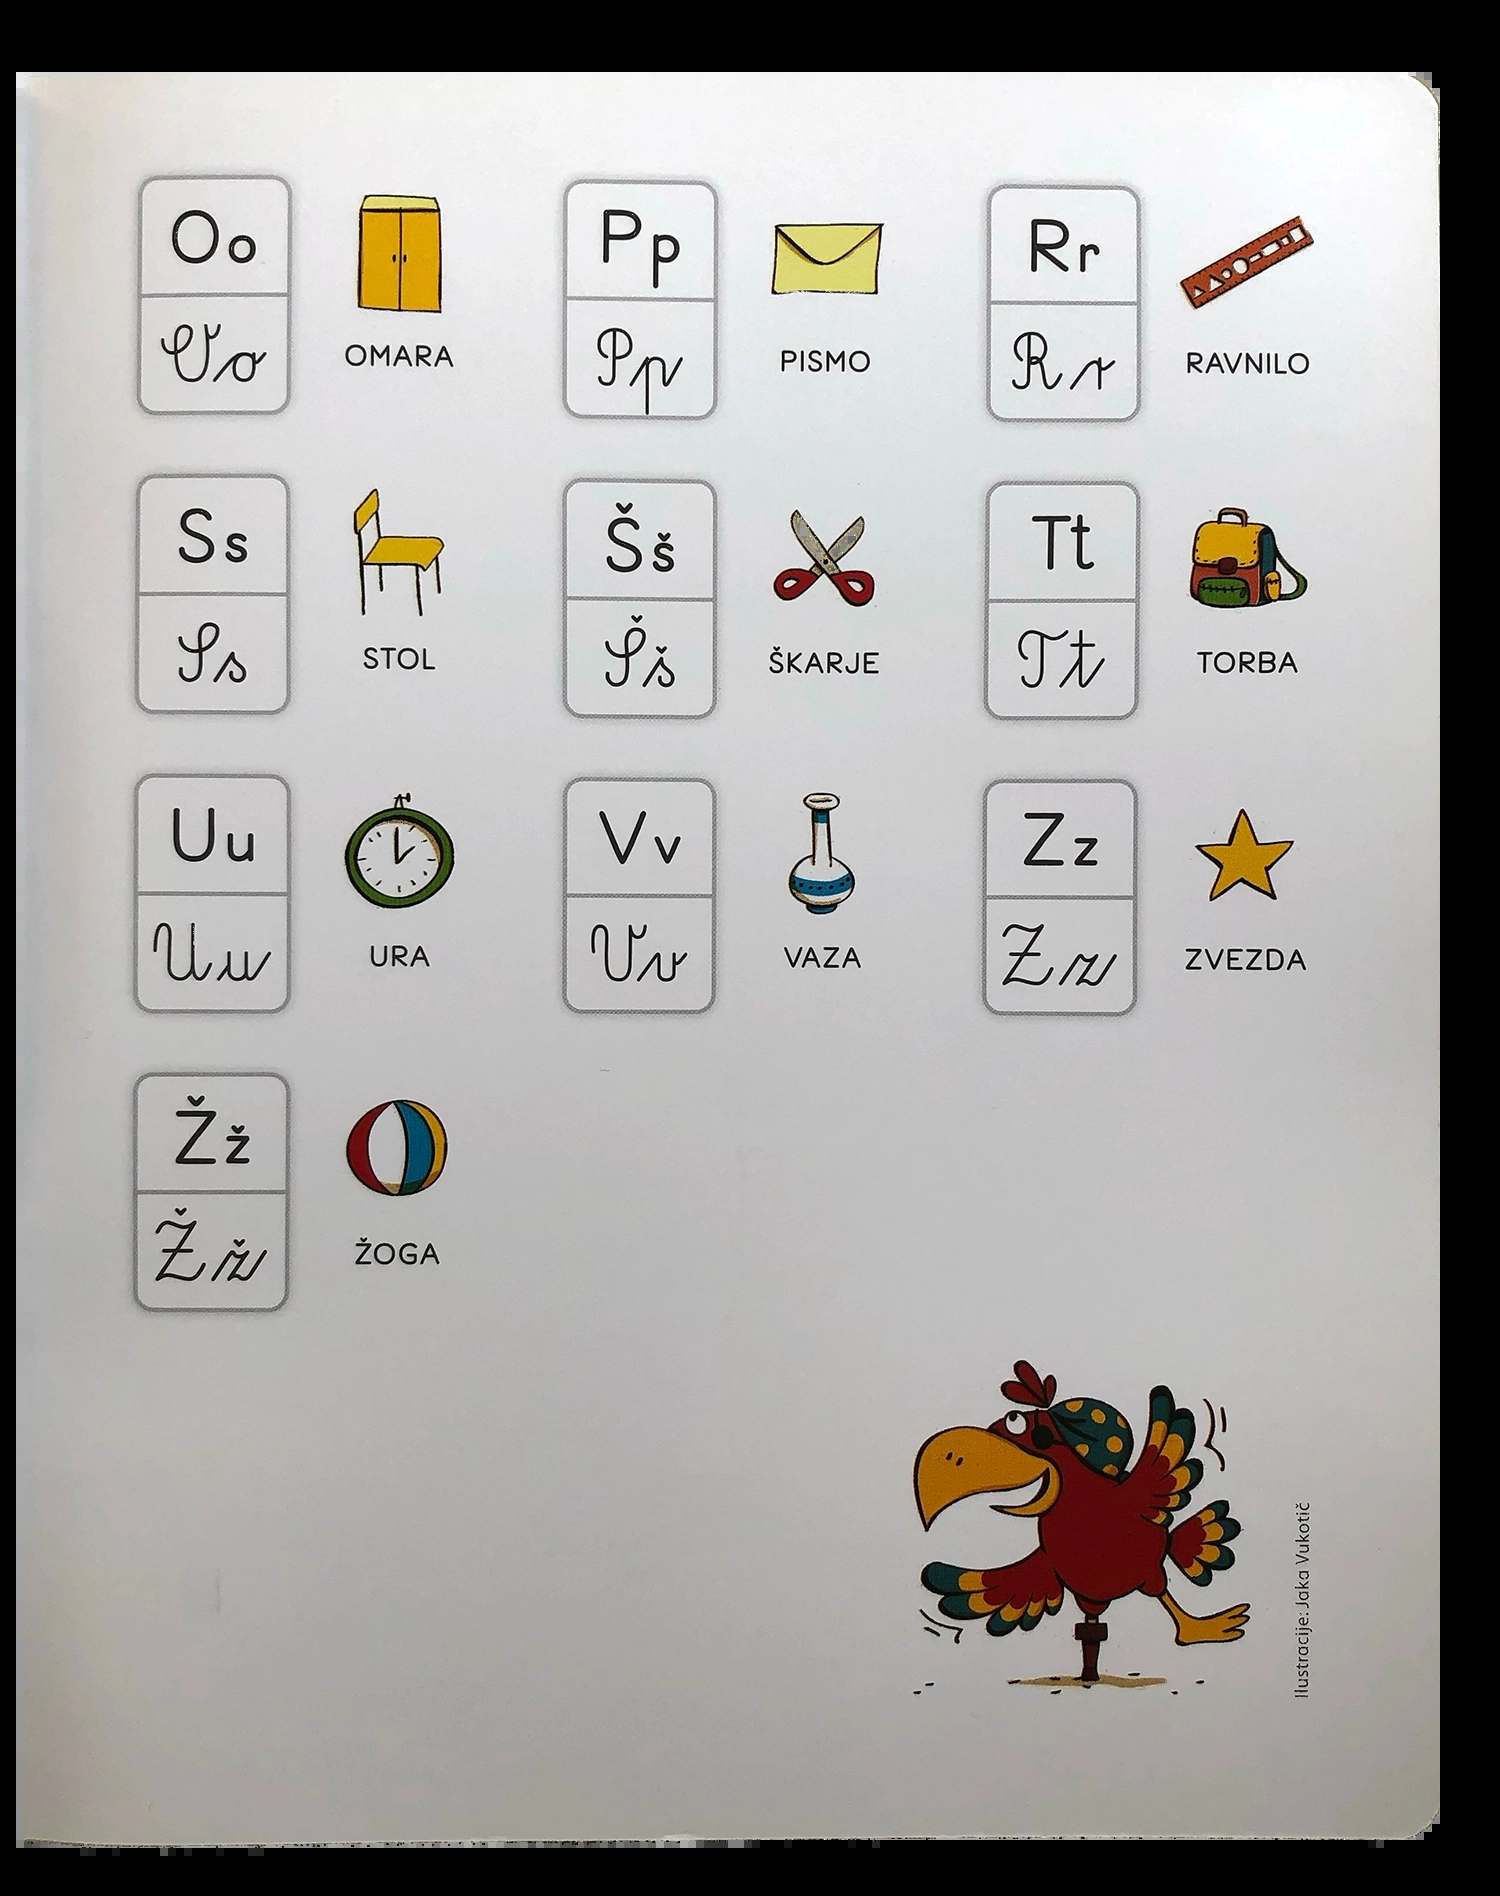 Oo
Oo
OMARA
Pp
Pp
PISMO
Rr
Rr
RAVNILO
Ss
Ss
STOL
Šš
Šš
ŠKARJE
Tt
Tt
TORBA
Uu
Uu
URA
Vv
Vv
VAZA
Zz
Zz
ZVEZDA
Žž
Žž
ŽOGA
Ilustracije: Jaka Vukotič